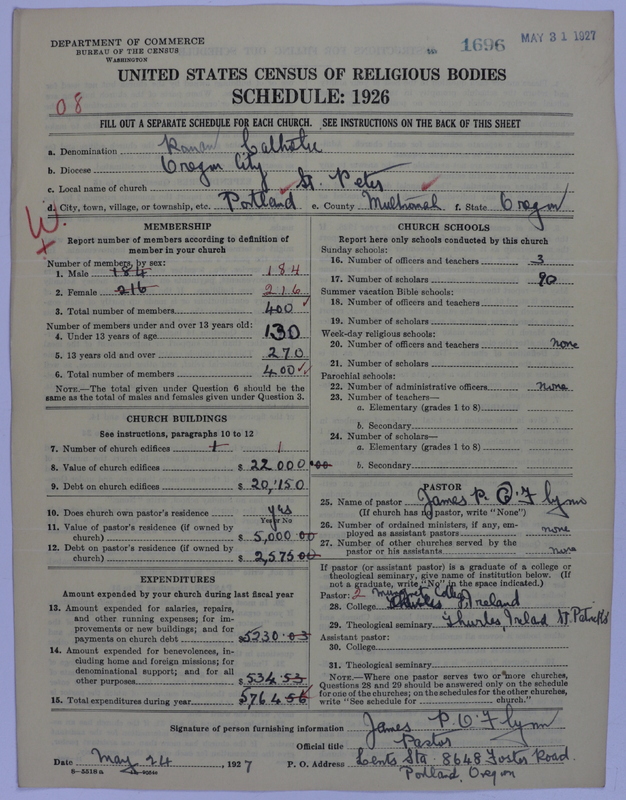 DEPARTMENT OF COMMERCE
BUREAU OF THE CENSUS
WASHINGTON
1696
MAY 31 1927
UNITED STATES CENSUS OF RELIGIOUS BODIES
SCHEDULE: 1926
08
FILL OUT A SEPARATE SCHEDULE FOR EACH CHURCH. SEE INSTRUCTIONS ON THE BACK OF THIS SHEET
a. Denomination Roman Catholic
b. Diocese Oregon City
c. Local name of church St. Peter
d. City, town, village, or township, etc. Portland e. County Multnomah f. State Oregon
W.
MEMBERSHIP
Report number of members according to definition of
member in your church
Number of members, by sex:
1. Male 184 184
2. Female 216 216
3. Total number of members 400
Number of members under and over 13 years old:
4. Under 13 years of age 130
5. 13 years old and over 270
6. Total number of members 400
NOTE.—The total given under Question 6 should be the
same as the total of males and females given under Question 3.
CHURCH BUILDINGS
See instructions, paragraphs 10 to 12
7. Number of church edifices 1
8. Value of church edifices $ 22000.00
9. Debt on church edifices $ 20,150
10. Does church own pastor's residence yes
Yes or No
11. Value of pastor's residence (if owned by
church) $ 5,000.00
12. Debt on pastor's residence (if owned by
church) $ 2,575.00
EXPENDITURES
Amount expended by your church during last fiscal year
13. Amount expended for salaries, repairs,
and other running expenses; for im-
provements or new buildings; and for
payments on church debt $ 5230.03
14. Amount expended for benevolences, in-
cluding home and foreign missions; for
denominational support; and for all
other purposes $ 534.53
15. Total expenditures during year $ 5764.56
CHURCH SCHOOLS
Report here only schools conducted by this church
Sunday schools:
16. Number of officers and teachers 3
17. Number of scholars 90
Summer vacation Bible schools:
18. Number of officers and teachers
19. Number of scholars
Week-day religious schools:
20. Number of officers and teachers none
21. Number of scholars
Parochial schools:
22. Number of administrative officers none
23. Number of teachers—
a. Elementary (grades 1 to 8)
b. Secondary
24. Number of scholars—
a. Elementary (grades 1 to 8)
b. Secondary
PASTOR
25. Name of pastor James P. O'Flynn
(If church has no pastor, write "None")
26. Number of ordained ministers, if any, em-
ployed as assistant pastors none
27. Number of other churches served by the
pastor or his assistants none
If pastor (or assistant pastor) is a graduate of a college or
theological seminary, give name of institution below. (If
not a graduate, write "No" in the space indicated.)
Pastor: 2 College
28. College Thurles, Ireland
29. Theological seminary Thurles, Ireland St. Patricks
Assistant pastor:
30. College
31. Theological seminary
NOTE.—Where one pastor serves two or more churches,
Questions 28 and 29 should be answered only on the schedule
for one of the churches; on the schedules for the other churches,
write "See schedule for church."
Signature of person furnishing information James P. O'Flynn
Official title Pastor
Date May 24, 1927 P. O. Address Lents Sta. 8648 Foster Road.
8—5518 a Portland, Oregon